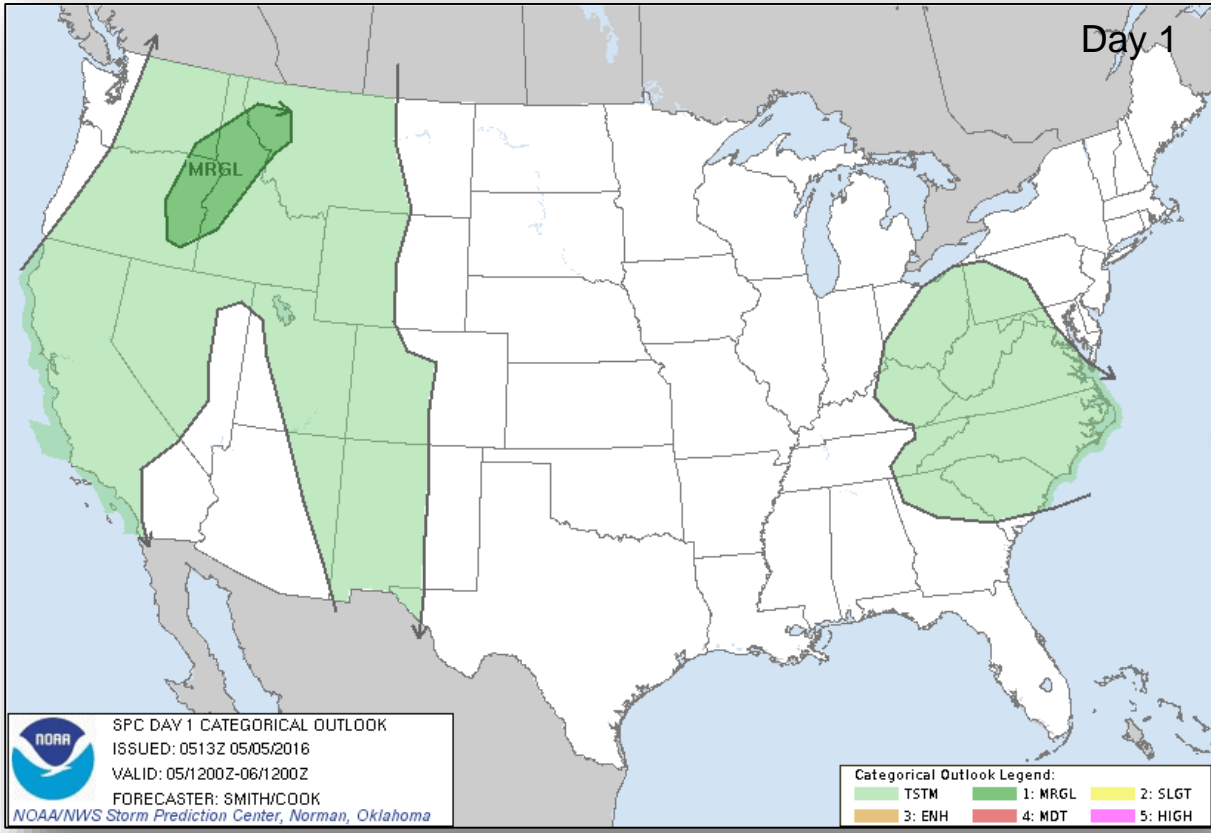 Day 1
MRGL
NOAA
SPC DAY 1 CATEGORICAL OUTLOOK
ISSUED: 0513Z 05/05/2016
VALID: 05/1200Z-06/1200Z
FORECASTER: SMITH/COOK
NOAA/NWS Storm Prediction Center, Norman, Oklahoma
Categorical Outlook Legend:
TSTM 1: MRGL 2: SLGT
3: ENH 4: MDT 5: HIGH